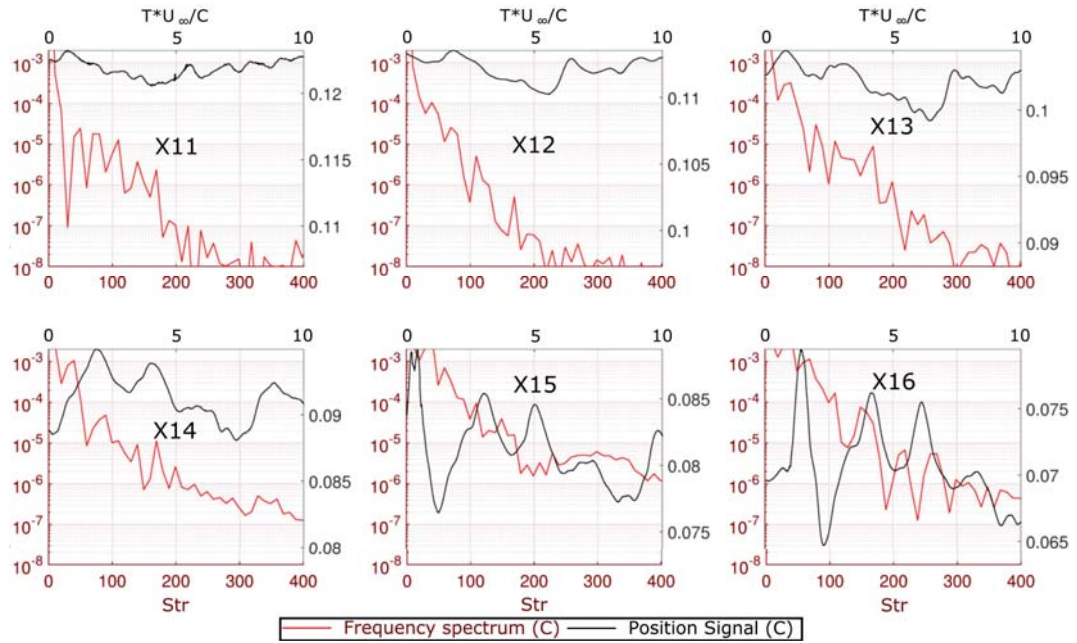 T*U∞/C T*U∞/C T*U∞/C
0 5 10 0 5 10 0 5 10
10-3 10-3 10-3
0.12 0.11 0.1
10-4 10-4 10-4
X11 X12 X13
10-5 10-5 10-5
0.115 0.105 0.095
10-6 10-6 10-6
10-7 10-7 10-7
0.11 0.1 0.09
10-8 10-8 10-8
0 100 200 300 400 0 100 200 300 400 0 100 200 300 400
0 5 10 0 5 10 0 5 10
10-3 10-3 10-3
X15 X16
0.085 0.075
10-4 10-4 10-4
0.09
X14
10-5 10-5 10-5
0.08 0.07
0.085
10-6 10-6 10-6
10-7 10-7 10-7
0.075 0.065
0.08
10-8 10-8 10-8
0 100 200 300 400 0 100 200 300 400 0 100 200 300 400
Str Str Str
Frequency spectrum (C) Position Signal (C)